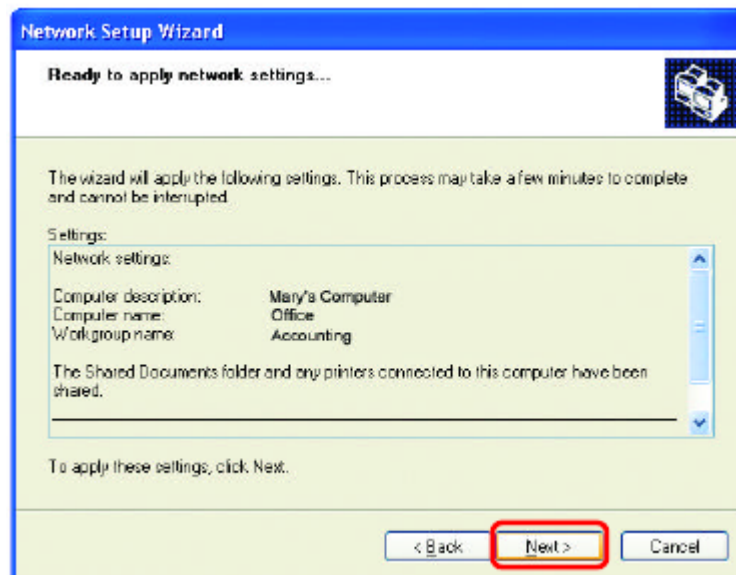 Network Setup Wizard
Ready to apply network settings...
The wizard will apply the following settings. This process may take a few minutes to complete
and cannot be interrupted.
Settings:
Network settings:
Computer description: Mary's Computer
Computer name: Office
Workgroup name: Accounting
The Shared Documents folder and any printers connected to this computer have been
shared.
To apply these settings, click Next.
< Back Next > Cancel